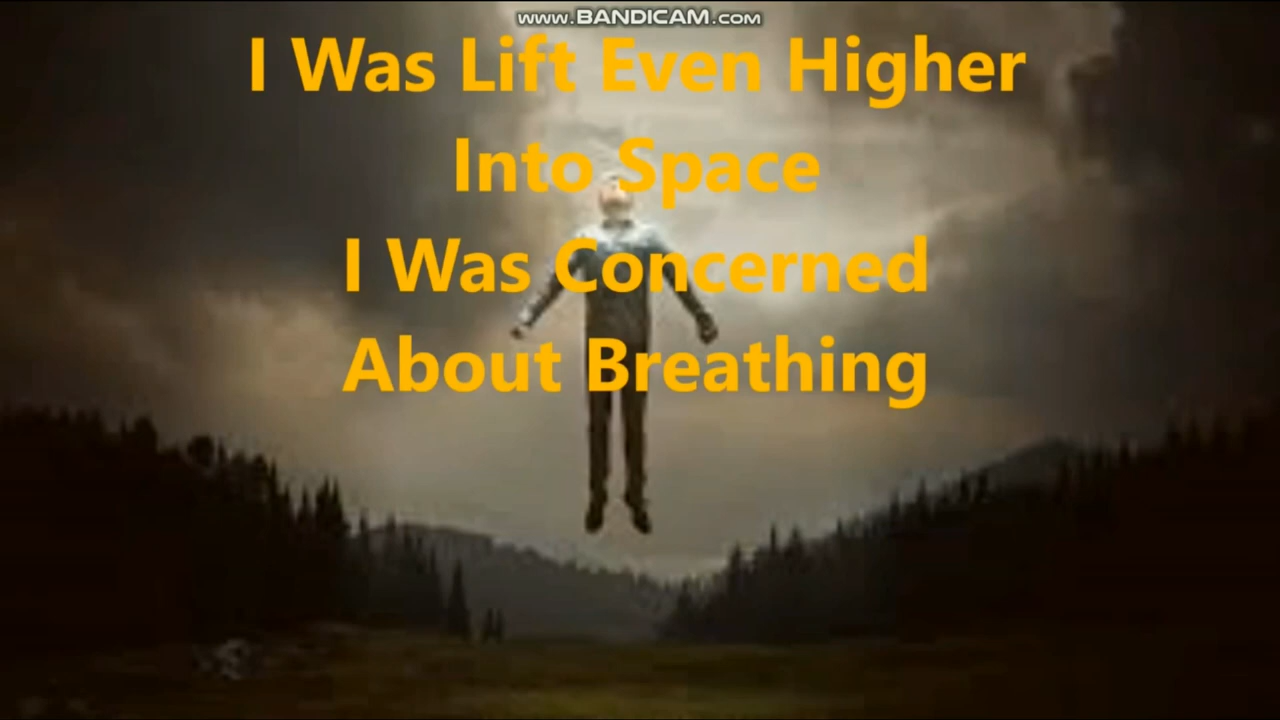 www.BANDICAM.com
I Was Lift Even Higher
Into Space
I Was Concerned
About Breathing